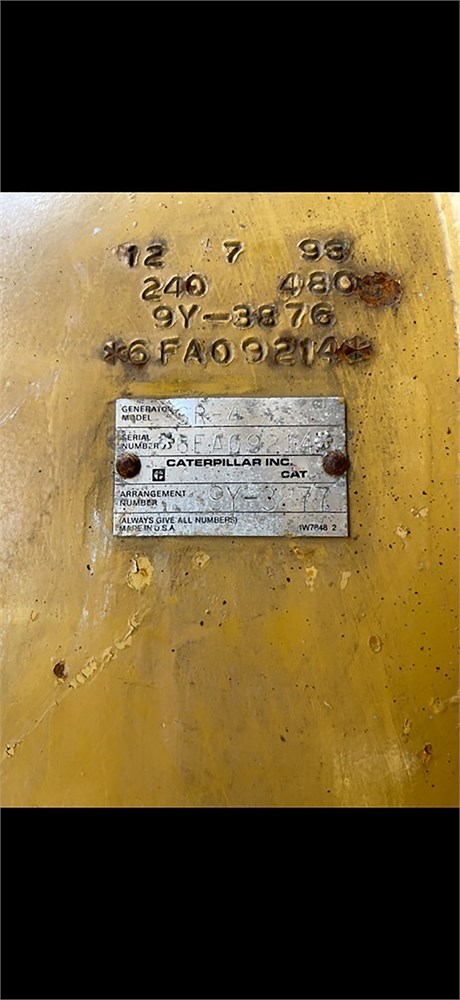 12 7 93
240 480
9Y-3876
*6FA09214*
GENERATOR
MODEL
SERIAL
NUMBER
CATERPILLAR INC.
CAT
ARRANGEMENT
NUMBER
(ALWAYS GIVE ALL NUMBERS)
MADE IN U.S.A. 1W7848 2